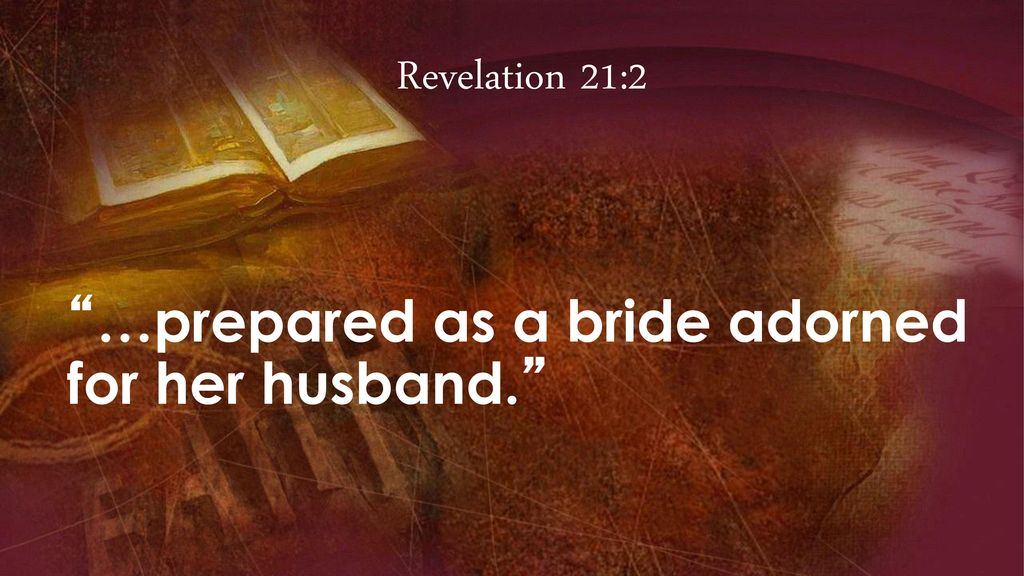 Revelation 21:2
“…prepared as a bride adorned
for her husband.”